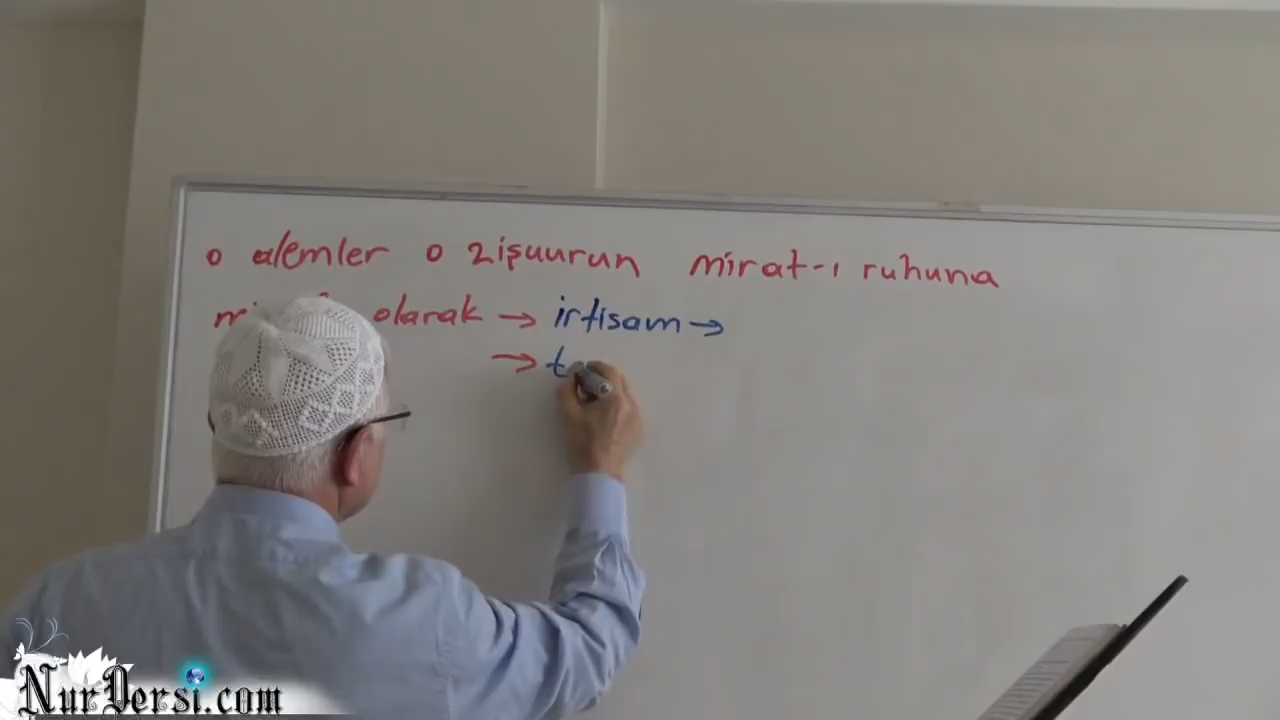 o alemler o zişuurun mirat-ı ruhuna
olarak → irtisam →
→
NurDersi.com